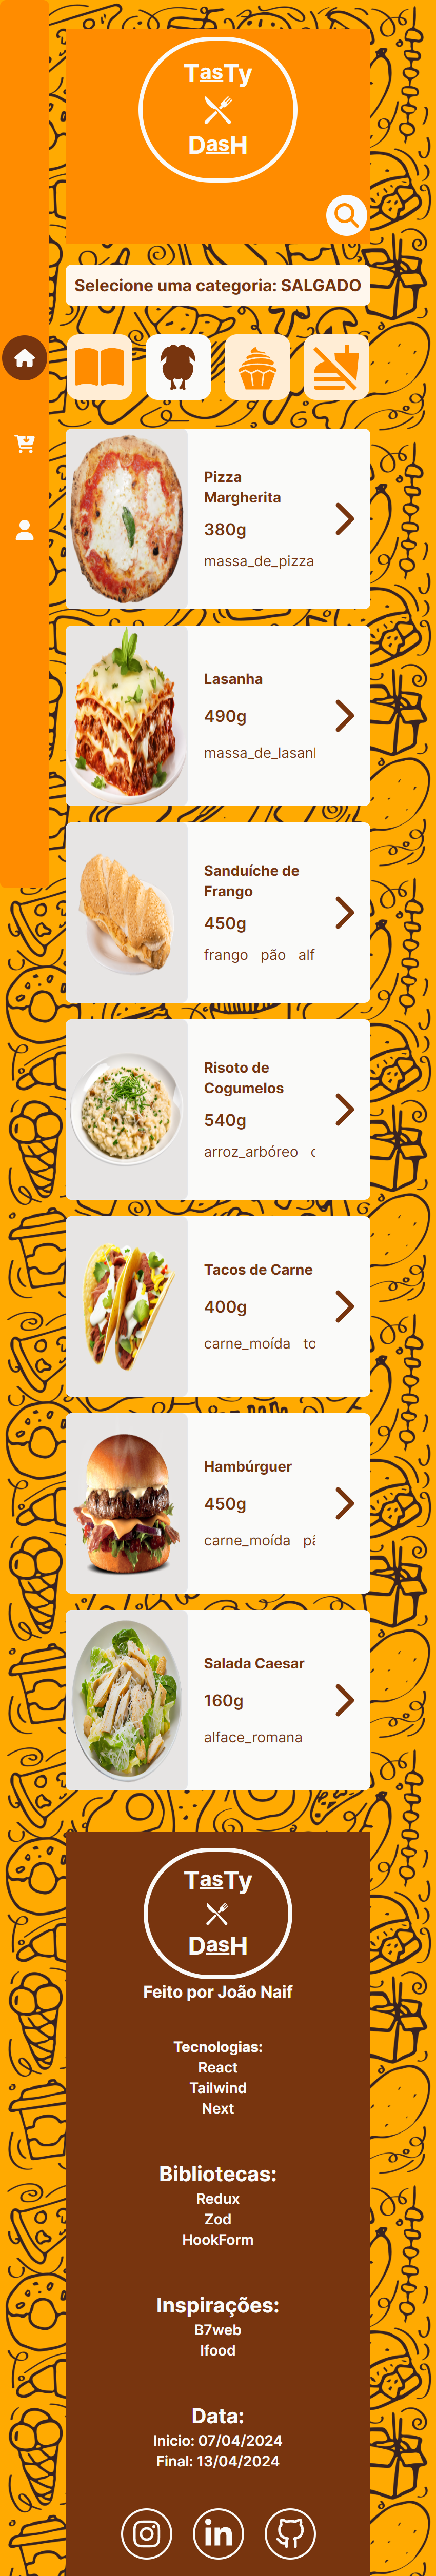 TasTy
DasH
Selecione uma categoria: SALGADO
Pizza
Margherita
380g
massa_de_pizza
Lasanha
490g
massa_de_lasan
Sanduíche de
Frango
450g
frango pão alf
Risoto de
Cogumelos
540g
arroz_arbóreo
Tacos de Carne
400g
carne_moída to
Hambúrguer
450g
carne_moída pã
Salada Caesar
160g
alface_romana
TasTy
DasH
Feito por João Naif
Tecnologias:
React
Tailwind
Next
Bibliotecas:
Redux
Zod
HookForm
Inspirações:
B7web
Ifood
Data:
Inicio: 07/04/2024
Final: 13/04/2024
in